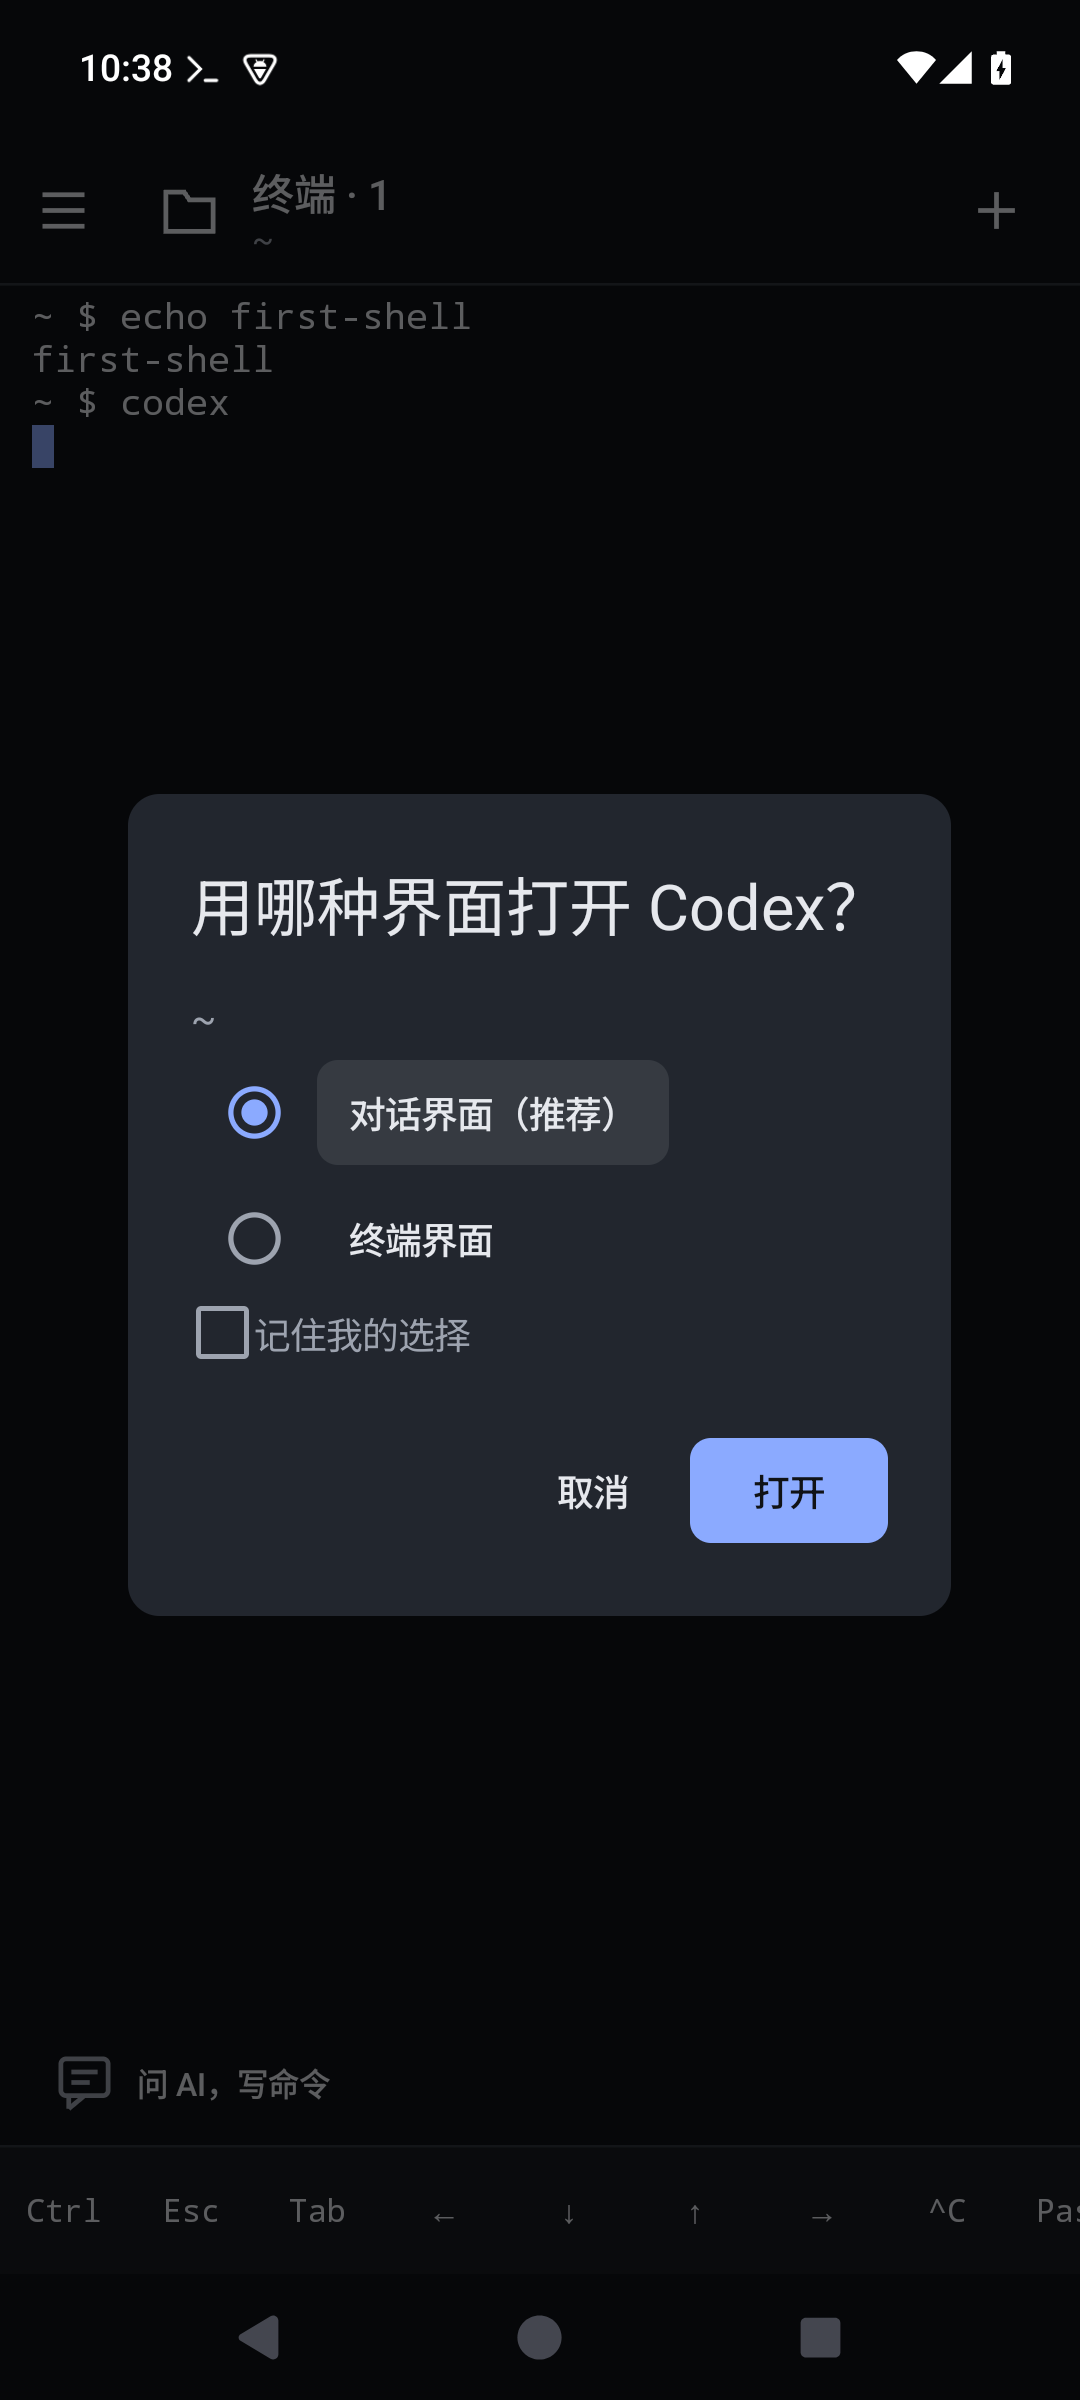 10:38
终端 · 1
~
~ $ echo first-shell
first-shell
~ $ codex
用哪种界面打开 Codex？
~
对话界面（推荐）
终端界面
记住我的选择
取消 打开
问 AI，写命令
Ctrl Esc Tab ← ↓ ↑ → ^C Pas